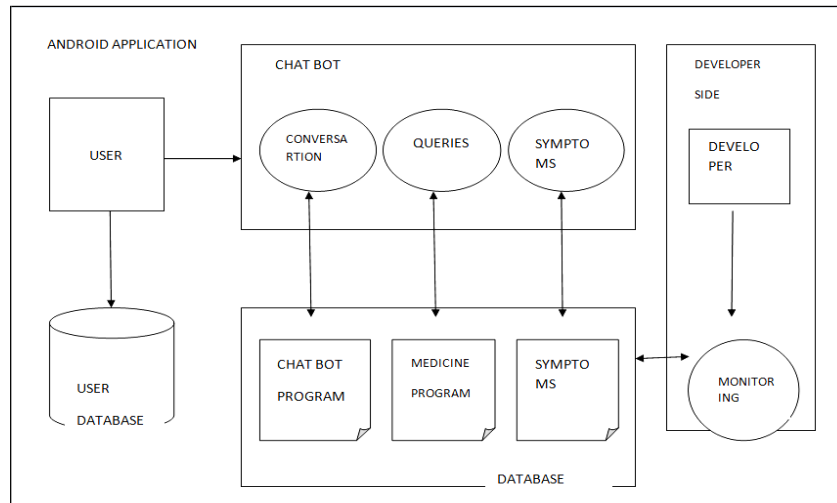 ANDROID APPLICATION
USER
USER
DATABASE
CHAT BOT
CONVERSA
RTION
QUERIES
SYMPTO
MS
CHAT BOT
PROGRAM
MEDICINE
PROGRAM
SYMPTO
MS
DATABASE
DEVELOPER
SIDE
DEVELO
PER
MONITOR
ING